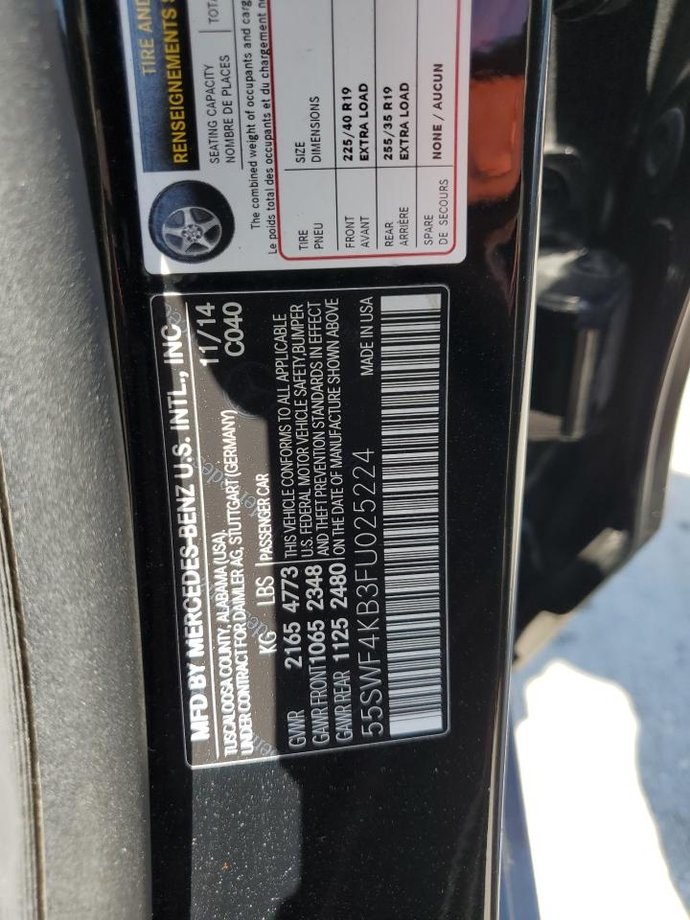 TIRE AND
RENSEIGNEMENTS S
SEATING CAPACITY
NOMBRE DE PLACES
TOT
The combined weight of occupants and carg
Le poids total des occupants et du chargement ne
TIRE
PNEU
SIZE
DIMENSIONS
FRONT
AVANT
225/40 R19
EXTRA LOAD
REAR
ARRIÈRE
255/35 R19
EXTRA LOAD
SPARE
DE SECOURS
NONE / AUCUN
MFD BY MERCEDES-BENZ U.S. INTL., INC
TUSCALOOSA COUNTY, ALABAMA (USA),
UNDER CONTRACT FOR DAIMLER AG, STUTTGART (GERMANY)
11/14
C040
KG LBS PASSENGER CAR
GVWR 2165 4773 THIS VEHICLE CONFORMS TO ALL APPLICABLE
GAWR FRONT 1065 2348 U.S. FEDERAL MOTOR VEHICLE SAFETY, BUMPER
GAWR REAR 1125 2480 AND THEFT PREVENTION STANDARDS IN EFFECT
ON THE DATE OF MANUFACTURE SHOWN ABOVE
55SWF4KB3FU025224 MADE IN USA